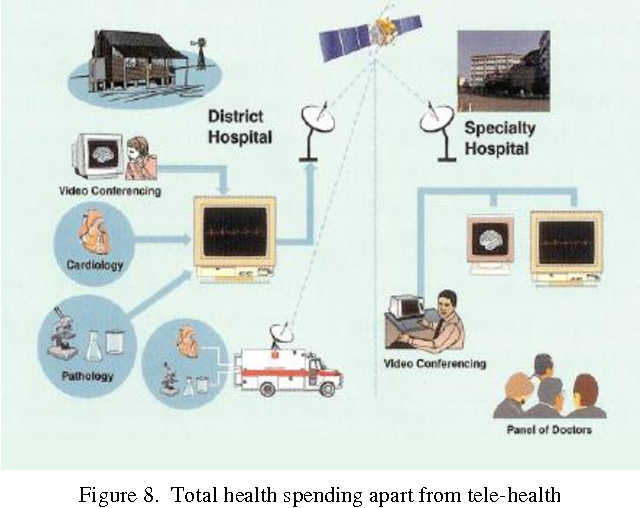 District
Hospital
Specialty
Hospital
Video Conferencing
Cardiology
Pathology
Video Conferencing
Panel of Doctors
Figure 8. Total health spending apart from tele-health